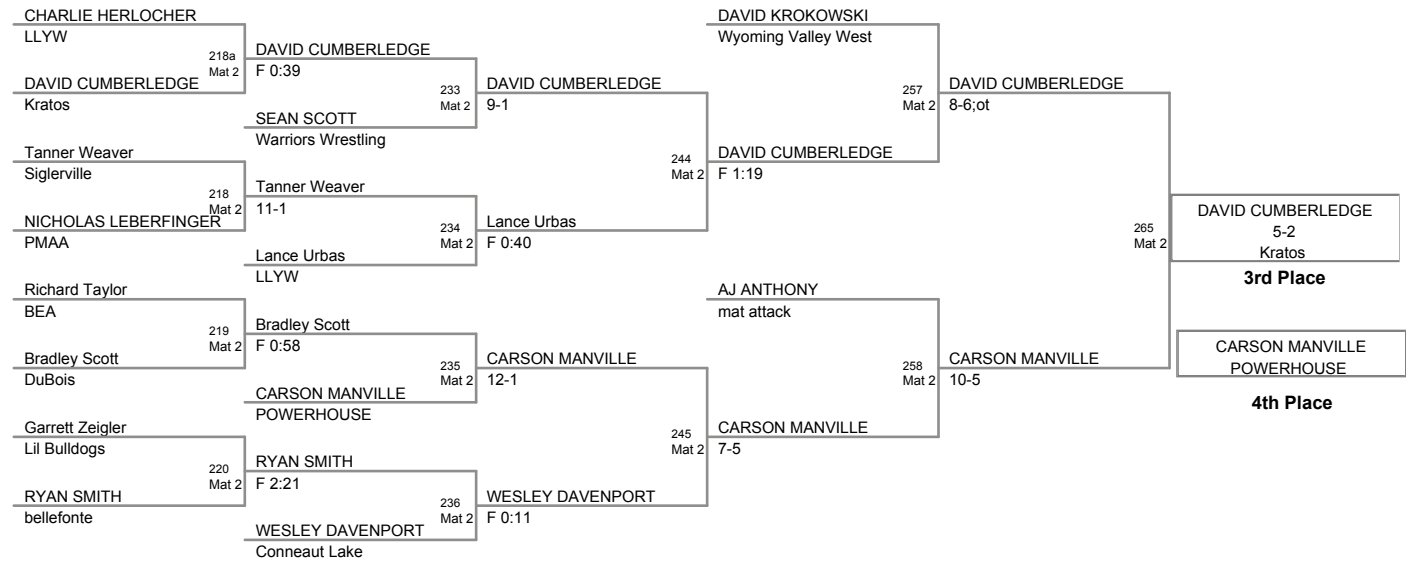 CHARLIE HERLOCHER
LLYW
218a
Mat 2
DAVID CUMBERLEDGE
Kratos
DAVID CUMBERLEDGE
F 0:39
233
Mat 2
SEAN SCOTT
Warriors Wrestling
DAVID CUMBERLEDGE
9-1
Tanner Weaver
Siglerville
218
Mat 2
NICHOLAS LEBERFINGER
PMAA
Tanner Weaver
11-1
234
Mat 2
Lance Urbas
LLYW
Lance Urbas
F 0:40
244
Mat 2
DAVID KROKOWSKI
Wyoming Valley West
257
Mat 2
DAVID CUMBERLEDGE
F 1:19
DAVID CUMBERLEDGE
8-6;ot
Richard Taylor
BEA
219
Mat 2
Bradley Scott
DuBois
Bradley Scott
F 0:58
235
Mat 2
CARSON MANVILLE
POWERHOUSE
CARSON MANVILLE
12-1
Garrett Zeigler
Lil Bulldogs
220
Mat 2
RYAN SMITH
bellefonte
RYAN SMITH
F 2:21
236
Mat 2
WESLEY DAVENPORT
Conneaut Lake
WESLEY DAVENPORT
F 0:11
245
Mat 2
AJ ANTHONY
mat attack
258
Mat 2
CARSON MANVILLE
7-5
CARSON MANVILLE
10-5
265
Mat 2
DAVID CUMBERLEDGE
5-2
Kratos
3rd Place
CARSON MANVILLE
POWERHOUSE
4th Place